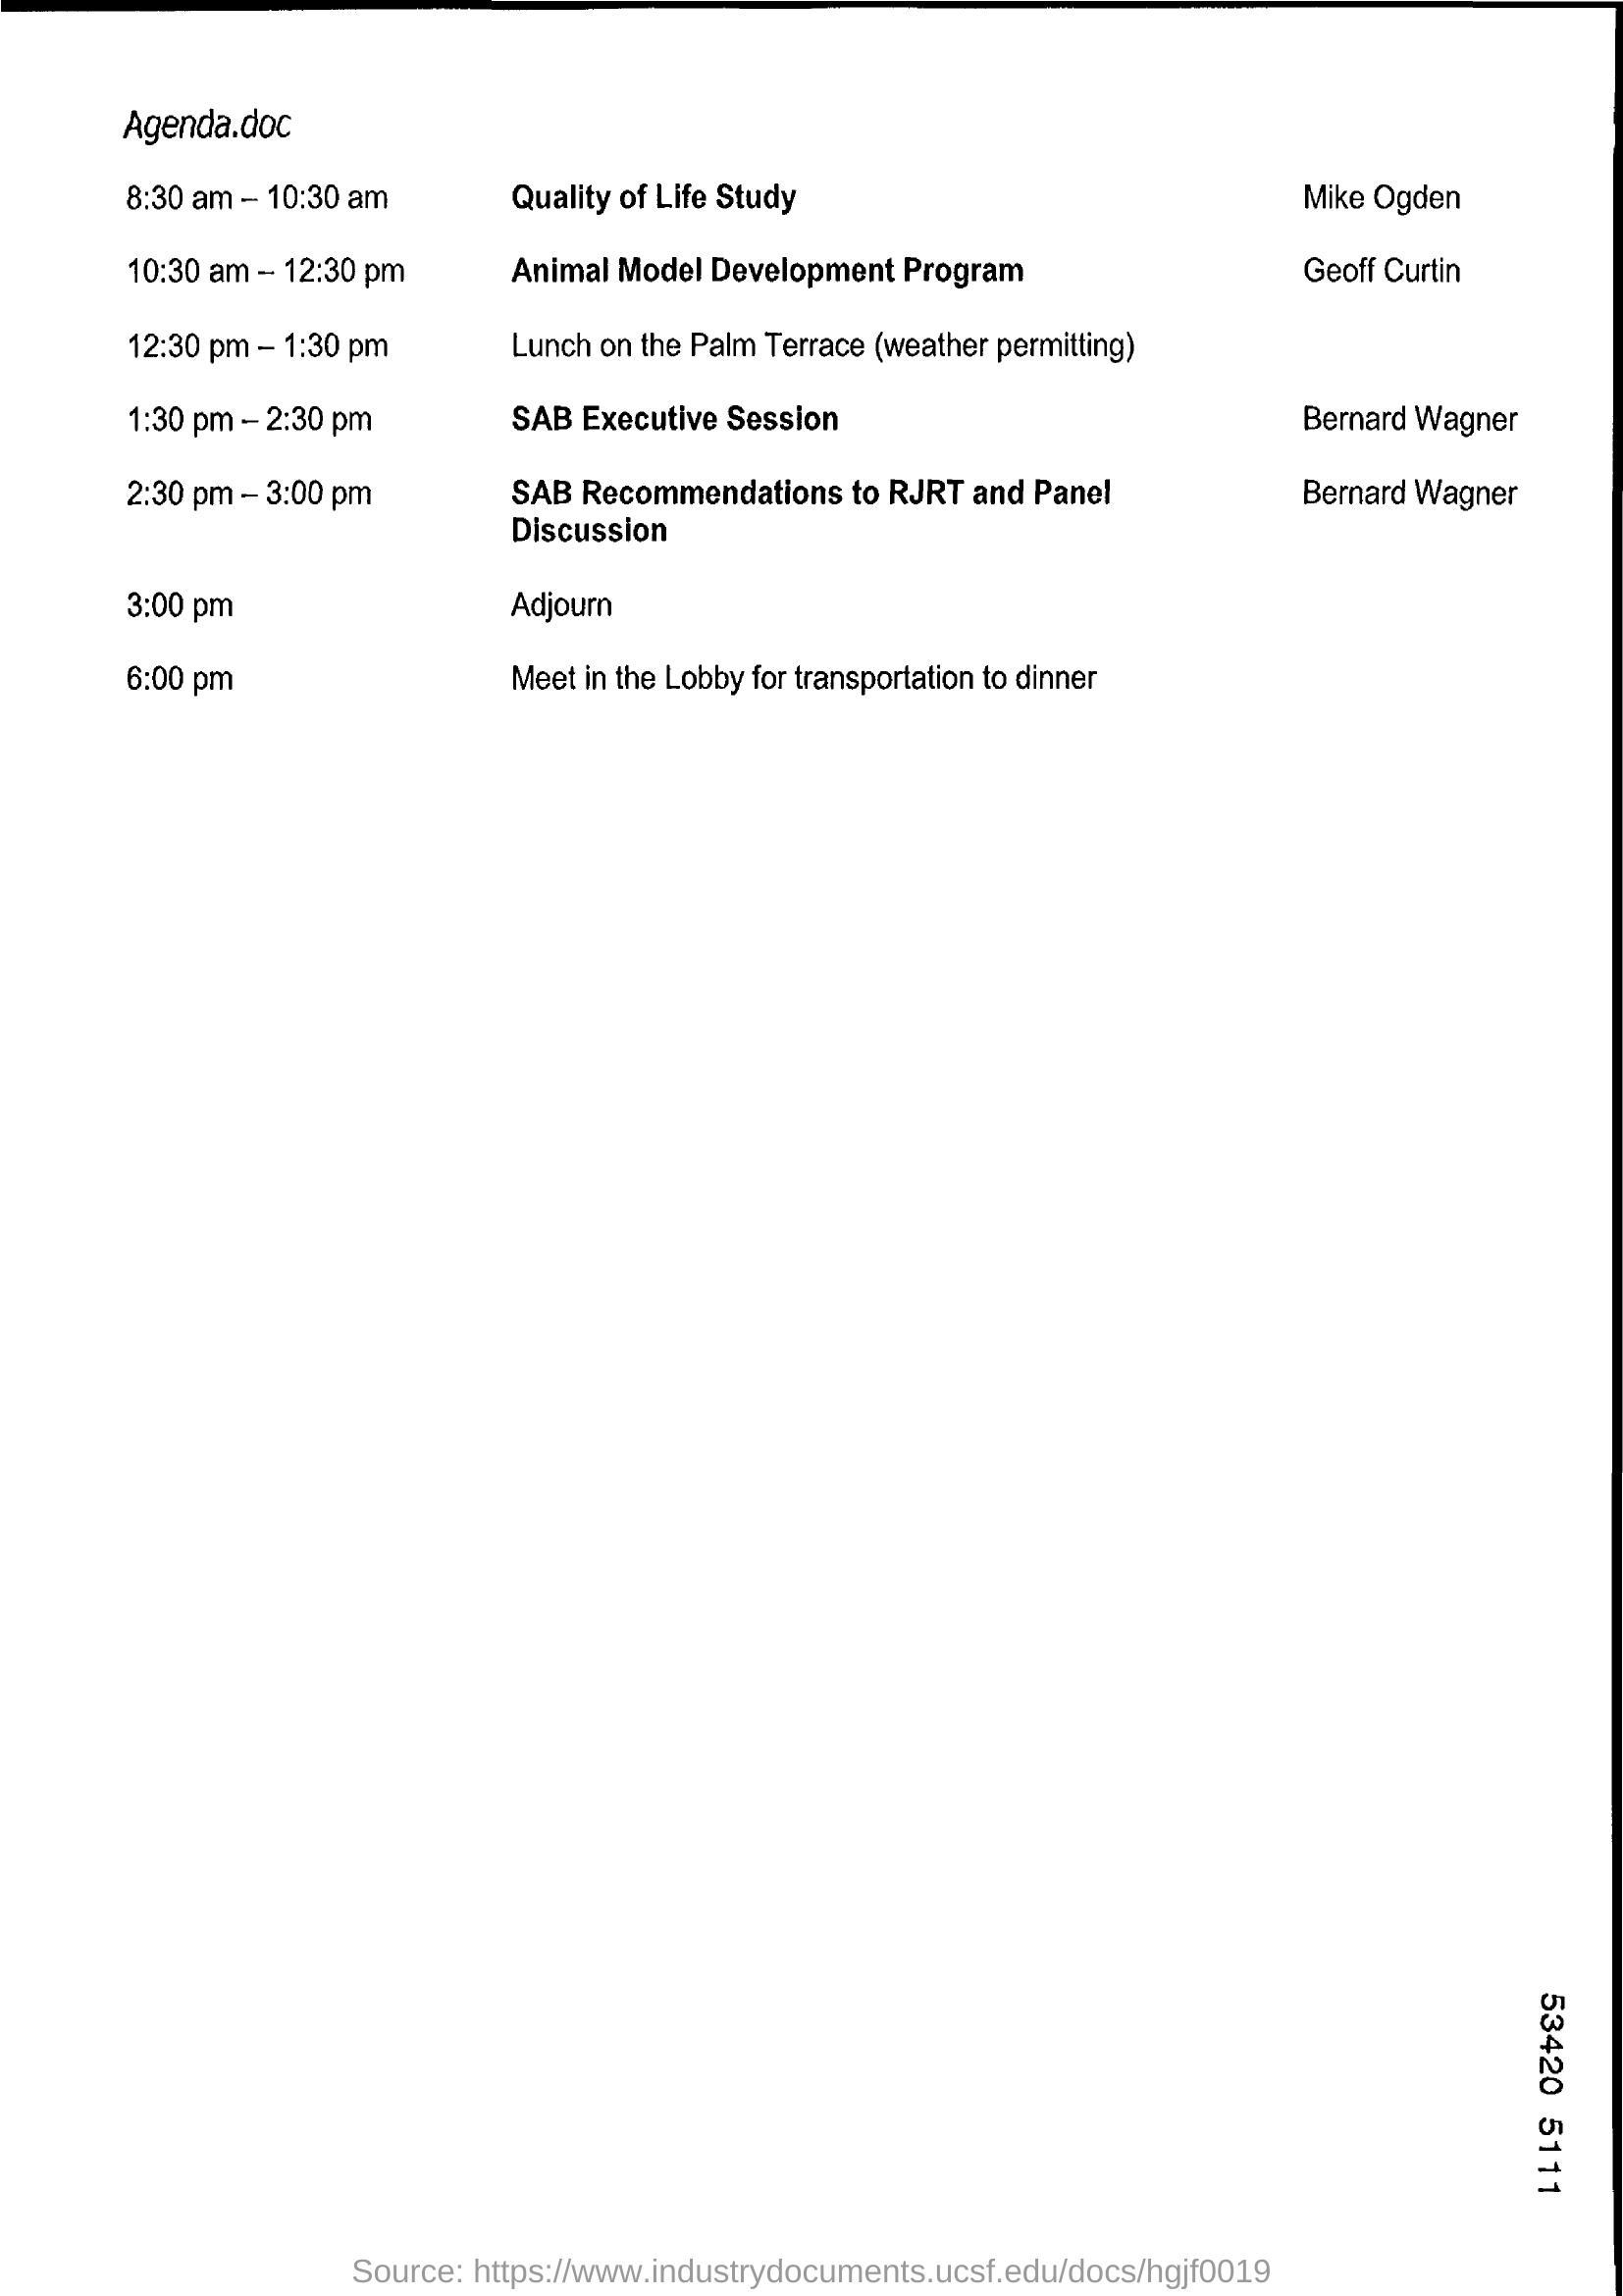 Agenda.doc
8:30 am – 10:30 am Quality of Life Study Mike Ogden
10:30 am – 12:30 pm Animal Model Development Program Geoff Curtin
12:30 pm – 1:30 pm Lunch on the Palm Terrace (weather permitting)
1:30 pm – 2:30 pm SAB Executive Session Bernard Wagner
2:30 pm – 3:00 pm SAB Recommendations to RJRT and Panel Bernard Wagner
Discussion
3:00 pm Adjourn
6:00 pm Meet in the Lobby for transportation to dinner
53420 5111
Source: https://www.industrydocuments.ucsf.edu/docs/hgjf0019